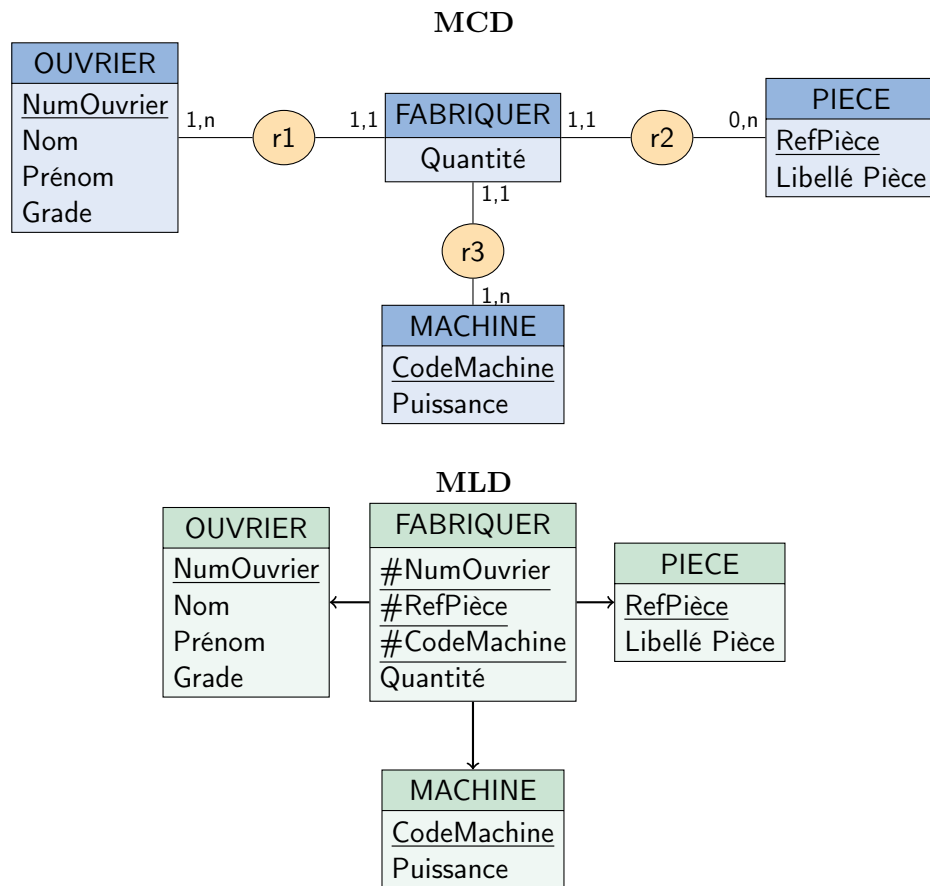 MCD
OUVRIER
NumOuvrier
Nom
Prénom
Grade
1,n
r1
1,1
FABRIQUER
Quantité
1,1
r2
0,n
PIECE
RefPièce
Libellé Pièce
1,1
r3
1,n
MACHINE
CodeMachine
Puissance
MLD
OUVRIER
NumOuvrier
Nom
Prénom
Grade
FABRIQUER
#NumOuvrier
#RefPièce
#CodeMachine
Quantité
PIECE
RefPièce
Libellé Pièce
MACHINE
CodeMachine
Puissance